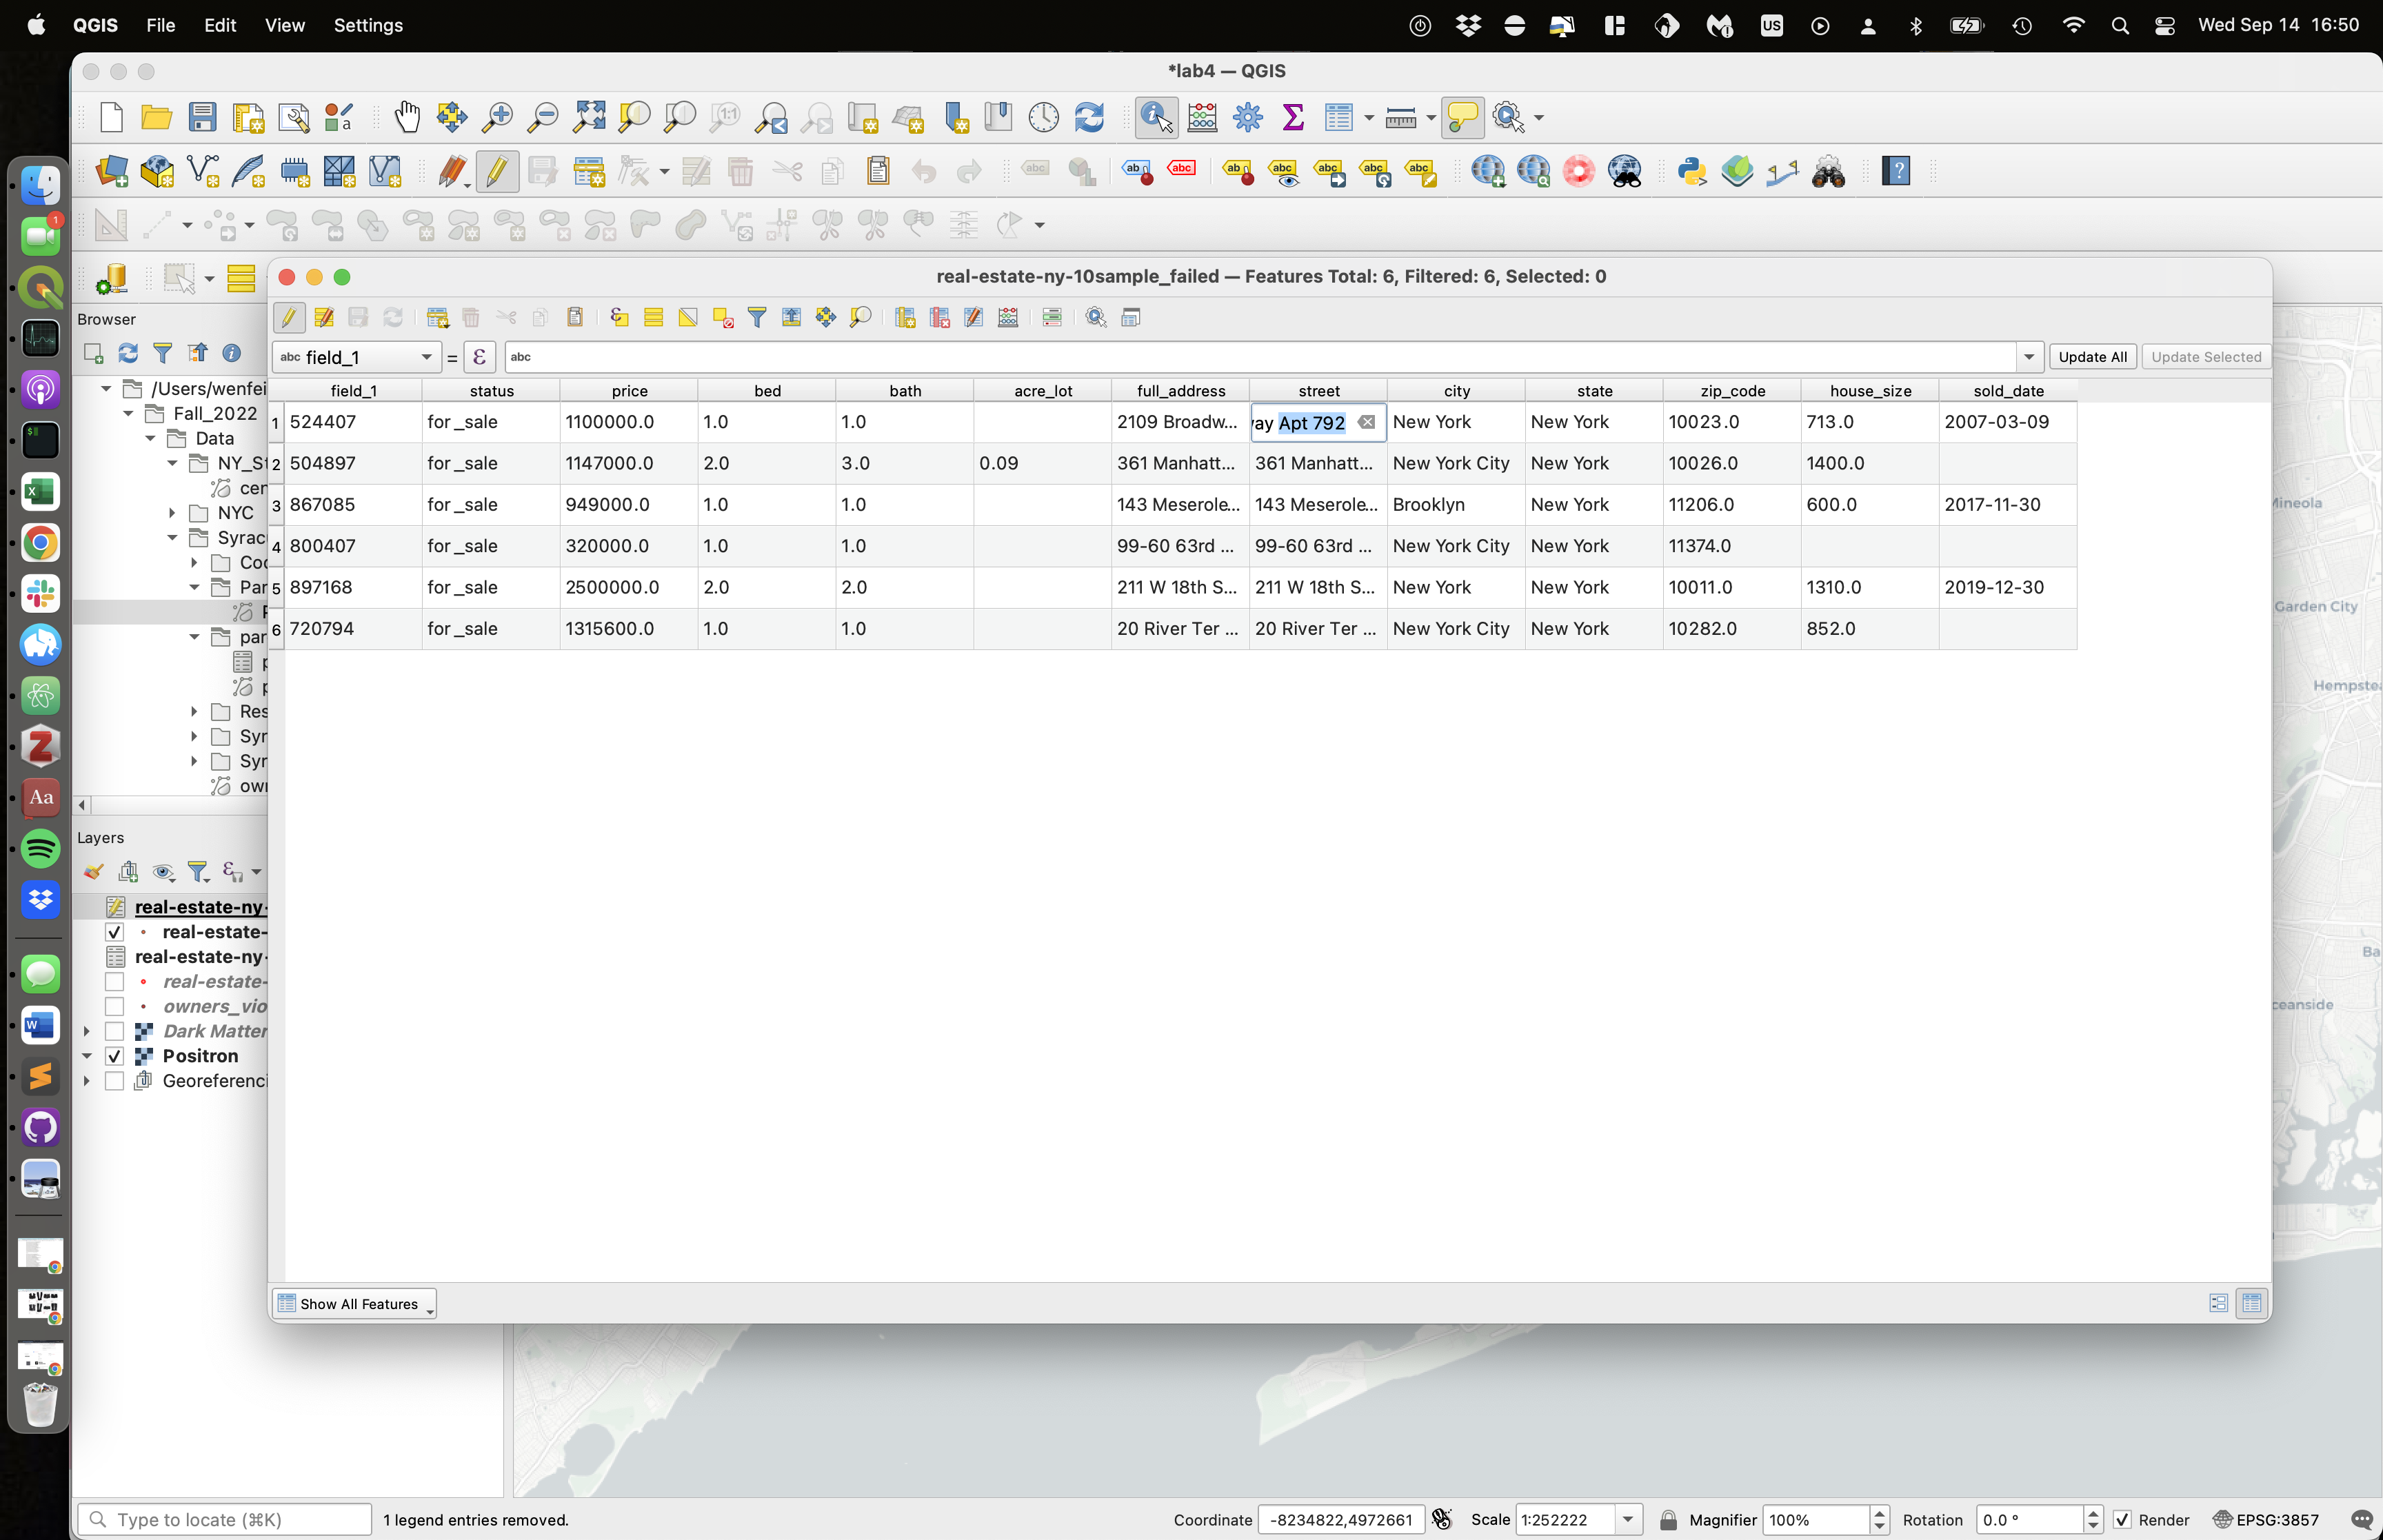 QGIS File Edit View Settings US Wed Sep 14 16:50
*lab4 — QGIS
real-estate-ny-10sample_failed — Features Total: 6, Filtered: 6, Selected: 0
Browser
abc field_1 = ε abc Update All Update Selected
/Users/wenfei
Fall_2022
Data
NY_St
cen
NYC
Syrac
Coo
Par
par
Res
Syr
Syr
own
field_1 status price bed bath acre_lot full_address street city state zip_code house_size sold_date
1 524407 for_sale 1100000.0 1.0 1.0 2109 Broadw... way Apt 792 New York New York 10023.0 713.0 2007-03-09
2 504897 for_sale 1147000.0 2.0 3.0 0.09 361 Manhatt... 361 Manhatt... New York City New York 10026.0 1400.0
3 867085 for_sale 949000.0 1.0 1.0 143 Meserole... 143 Meserole... Brooklyn New York 11206.0 600.0 2017-11-30
4 800407 for_sale 320000.0 1.0 1.0 99-60 63rd ... 99-60 63rd ... New York City New York 11374.0
5 897168 for_sale 2500000.0 2.0 2.0 211 W 18th S... 211 W 18th S... New York New York 10011.0 1310.0 2019-12-30
6 720794 for_sale 1315600.0 1.0 1.0 20 River Ter ... 20 River Ter ... New York City New York 10282.0 852.0
Mineola
Garden City
Hempste
Ba
ceanside
Layers
real-estate-ny-
real-estate-
real-estate-ny-
real-estate-
owners_vio
Dark Matter
Positron
Georeferenci
Show All Features
Type to locate (⌘K) 1 legend entries removed. Coordinate -8234822,4972661 Scale 1:252222 Magnifier 100% Rotation 0.0 ° Render EPSG:3857